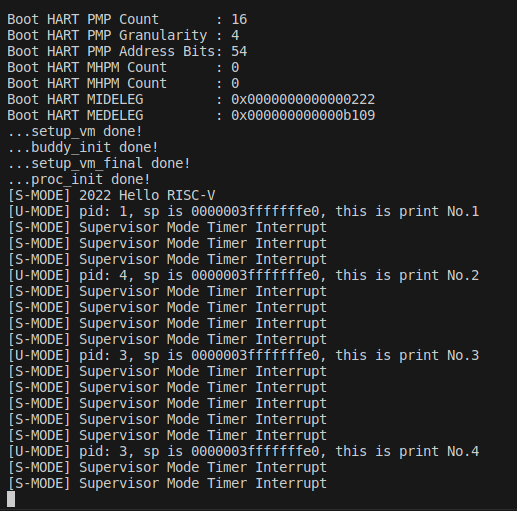 Boot HART PMP Count       : 16
Boot HART PMP Granularity : 4
Boot HART PMP Address Bits: 54
Boot HART MHPM Count      : 0
Boot HART MHPM Count      : 0
Boot HART MIDELEG         : 0x0000000000000222
Boot HART MEDELEG         : 0x000000000000b109
...setup_vm done!
...buddy_init done!
...setup_vm_final done!
...proc_init done!
[S-MODE] 2022 Hello RISC-V
[U-MODE] pid: 1, sp is 0000003fffffffe0, this is print No.1
[S-MODE] Supervisor Mode Timer Interrupt
[S-MODE] Supervisor Mode Timer Interrupt
[S-MODE] Supervisor Mode Timer Interrupt
[U-MODE] pid: 4, sp is 0000003fffffffe0, this is print No.2
[S-MODE] Supervisor Mode Timer Interrupt
[S-MODE] Supervisor Mode Timer Interrupt
[S-MODE] Supervisor Mode Timer Interrupt
[S-MODE] Supervisor Mode Timer Interrupt
[U-MODE] pid: 3, sp is 0000003fffffffe0, this is print No.3
[S-MODE] Supervisor Mode Timer Interrupt
[S-MODE] Supervisor Mode Timer Interrupt
[S-MODE] Supervisor Mode Timer Interrupt
[S-MODE] Supervisor Mode Timer Interrupt
[S-MODE] Supervisor Mode Timer Interrupt
[U-MODE] pid: 3, sp is 0000003fffffffe0, this is print No.4
[S-MODE] Supervisor Mode Timer Interrupt
[S-MODE] Supervisor Mode Timer Interrupt